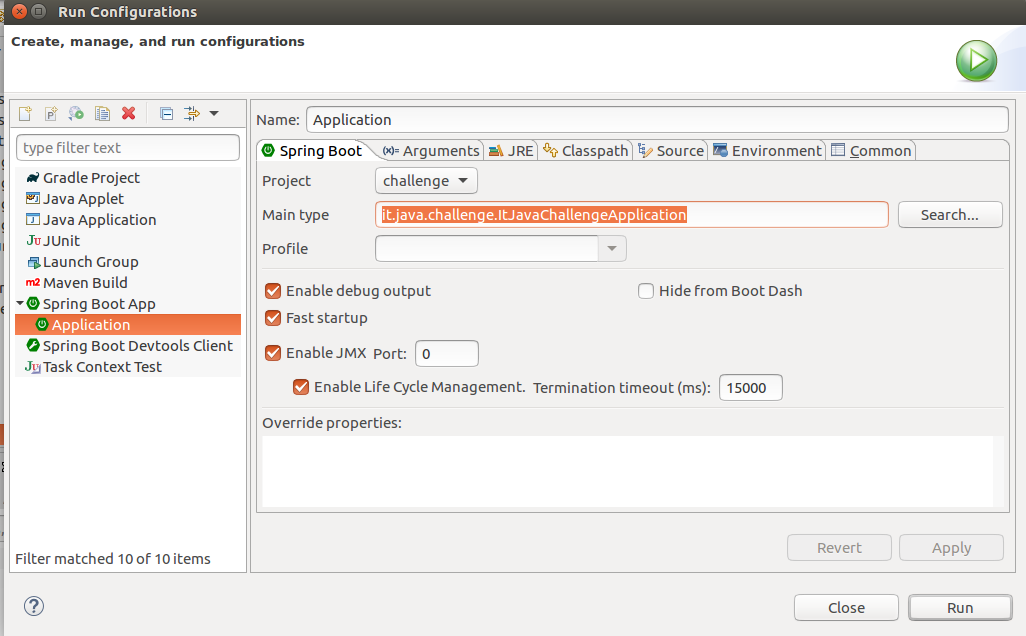 Run Configurations
Create, manage, and run configurations
type filter text
Gradle Project
Java Applet
Java Application
JUnit
Launch Group
Maven Build
Spring Boot App
Application
Spring Boot Devtools Client
Task Context Test
Filter matched 10 of 10 items
Name: Application
Spring Boot (x)= Arguments JRE Classpath Source Environment Common
Project challenge
Main type it.java.challenge.ItJavaChallengeApplication Search...
Profile
Enable debug output Hide from Boot Dash
Fast startup
Enable JMX Port: 0
Enable Life Cycle Management. Termination timeout (ms): 15000
Override properties:
Revert Apply
Close Run